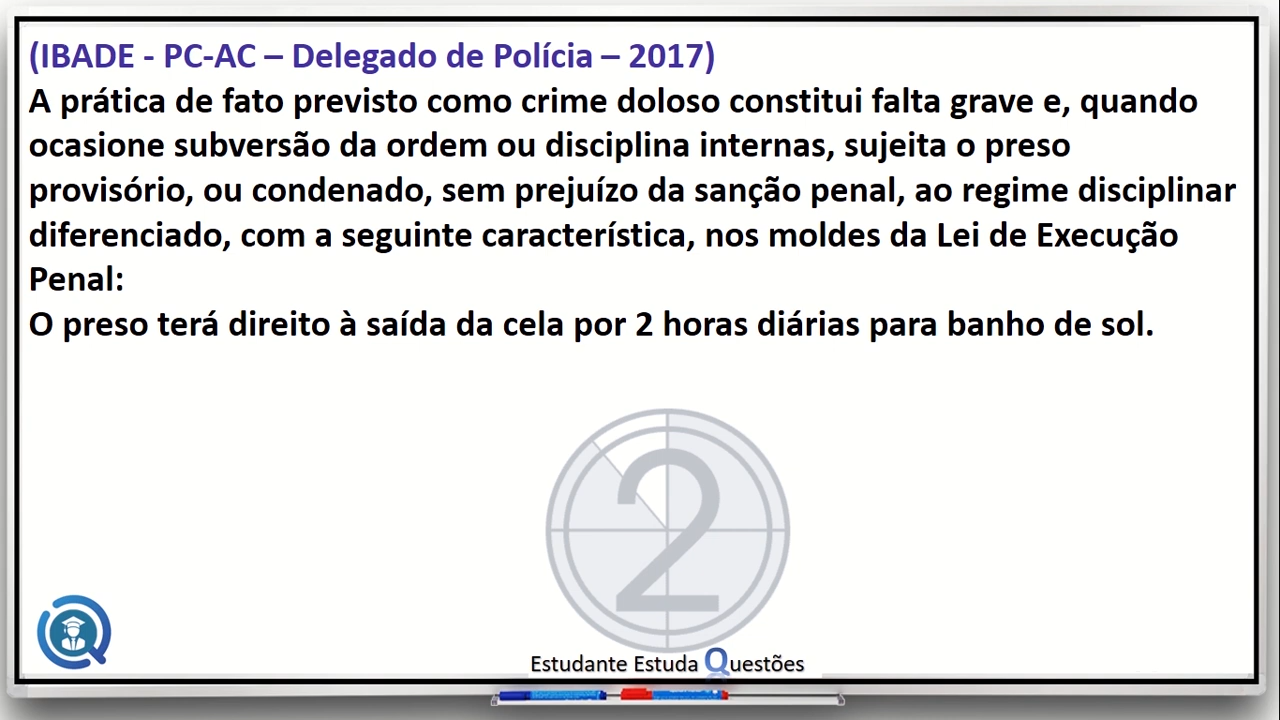 (IBADE - PC-AC – Delegado de Polícia – 2017)
A prática de fato previsto como crime doloso constitui falta grave e, quando
ocasione subversão da ordem ou disciplina internas, sujeita o preso
provisório, ou condenado, sem prejuízo da sanção penal, ao regime disciplinar
diferenciado, com a seguinte característica, nos moldes da Lei de Execução
Penal:
O preso terá direito à saída da cela por 2 horas diárias para banho de sol.
2
Estudante Estuda Questões